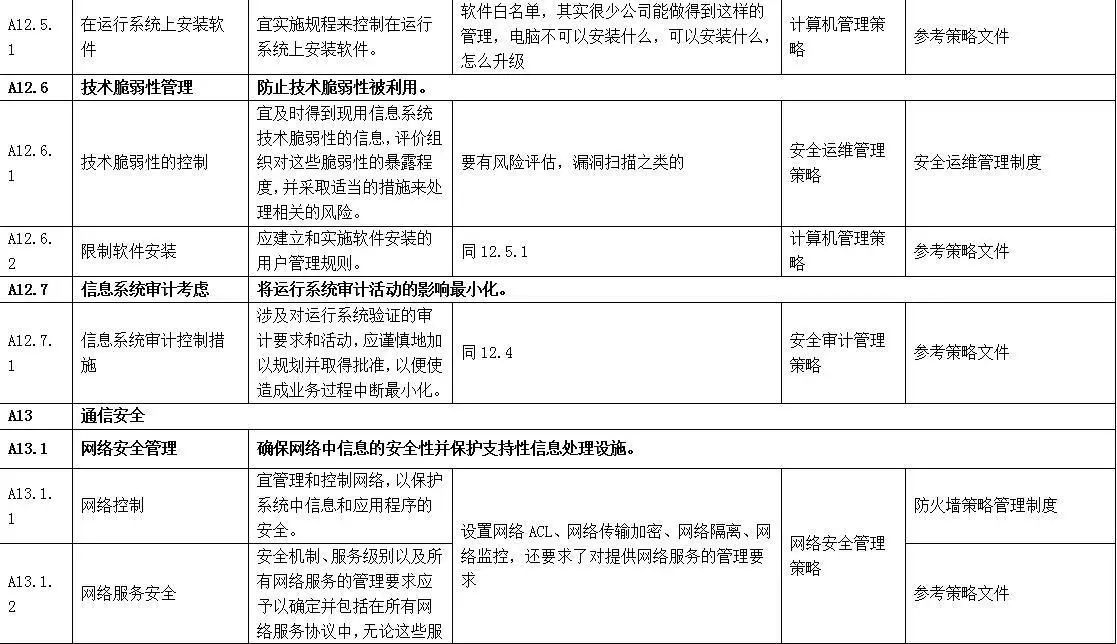 A12.5.
1
在运行系统上安装软
件
宜实施规程来控制在运行
系统上安装软件。
软件白名单，其实很少公司能做得到这样的
管理，电脑不可以安装什么，可以安装什么，
怎么升级
计算机管理策
略
参考策略文件
A12.6
技术脆弱性管理
防止技术脆弱性被利用。
A12.6.
1
技术脆弱性的控制
宜及时得到现用信息系统
技术脆弱性的信息，评价组
织对这些脆弱性的暴露程
度，并采取适当的措施来处
理相关的风险。
要有风险评估，漏洞扫描之类的
安全运维管理
策略
安全运维管理制度
A12.6.
2
限制软件安装
应建立和实施软件安装的
用户管理规则。
同12.5.1
计算机管理策
略
参考策略文件
A12.7
信息系统审计考虑
将运行系统审计活动的影响最小化。
A12.7.
1
信息系统审计控制措
施
涉及对运行系统验证的审
计要求和活动，应谨慎地加
以规划并取得批准，以便使
造成业务过程中断最小化。
同12.4
安全审计管理
策略
参考策略文件
A13
通信安全
A13.1
网络安全管理
确保网络中信息的安全性并保护支持性信息处理设施。
A13.1.
1
网络控制
宜管理和控制网络，以保护
系统中信息和应用程序的
安全。
设置网络ACL、网络传输加密、网络隔离、网
络监控，还要求了对提供网络服务的管理要
求
网络安全管理
策略
防火墙策略管理制度
A13.1.
2
网络服务安全
安全机制、服务级别以及所
有网络服务的管理要求应
予以确定并包括在所有网
络服务协议中，无论这些服
参考策略文件